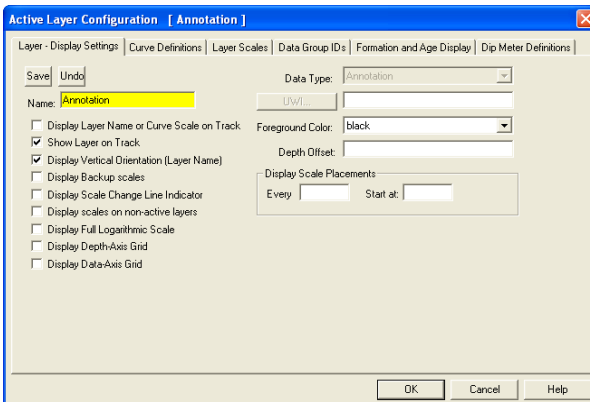 Active Layer Configuration [ Annotation ]
Layer - Display Settings Curve Definitions Layer Scales Data Group IDs Formation and Age Display Dip Meter Definitions
Save Undo
Name: Annotation
Display Layer Name or Curve Scale on Track
Show Layer on Track
Display Vertical Orientation (Layer Name)
Display Backup scales
Display Scale Change Line Indicator
Display scales on non-active layers
Display Full Logarithmic Scale
Display Depth-Axis Grid
Display Data-Axis Grid
Data Type: Annotation
UWI...
Foreground Color: black
Depth Offset:
Display Scale Placements
Every Start at:
OK Cancel Help